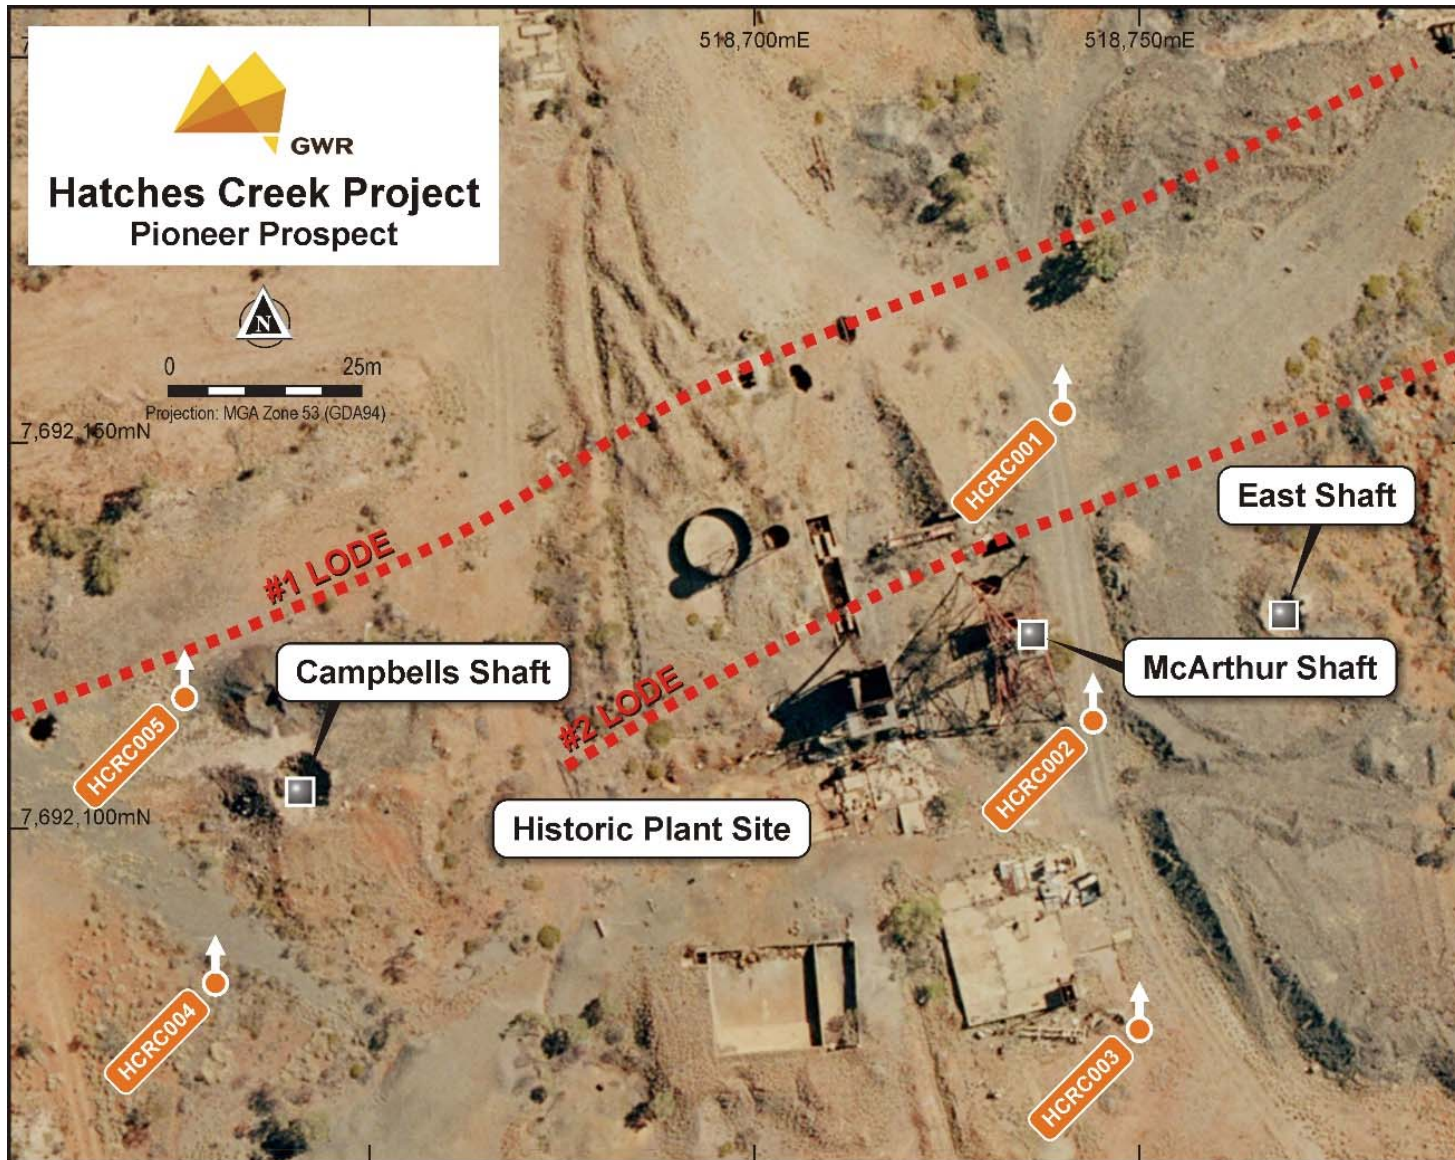 518,700mE
518,750mE
GWR
Hatches Creek Project
Pioneer Prospect
N
0
25m
Projection: MGA Zone 53 (GDA94)
7,692,150mN
HCRC001
East Shaft
#1 LODE
McArthur Shaft
Campbells Shaft
#2 LODE
HCRC005
HCRC002
7,692,100mN
Historic Plant Site
HCRC004
HCRC003